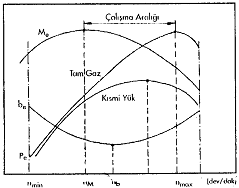 Çalışma Aralığı
Me
Tam Gaz
Kısmi Yük
be
Pe
nmin
nM
nb
nmax
(dev/dak)